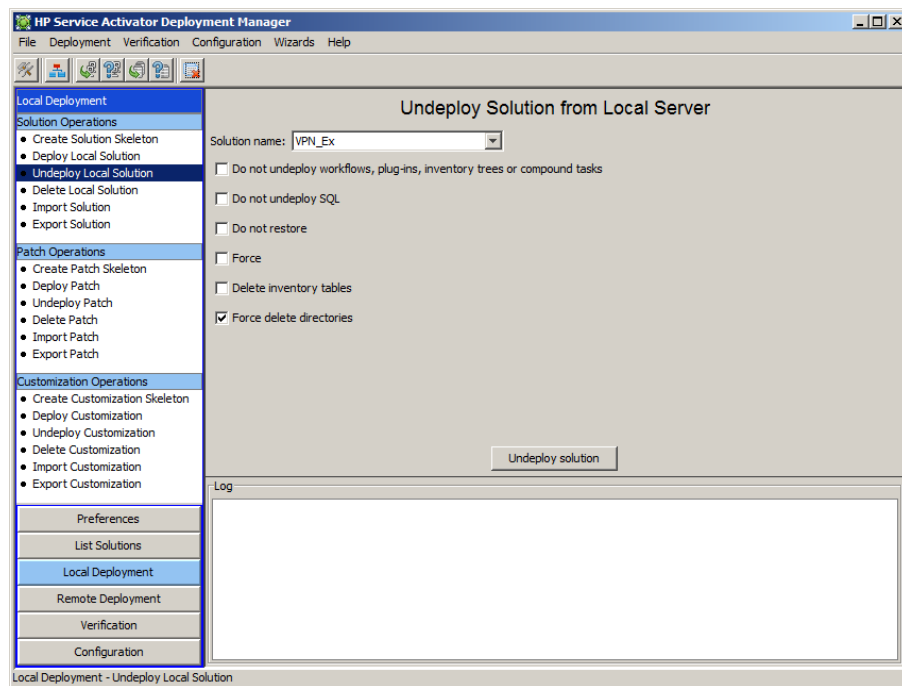 HP Service Activator Deployment Manager
File Deployment Verification Configuration Wizards Help
Local Deployment
Solution Operations
Create Solution Skeleton
Deploy Local Solution
Undeploy Local Solution
Delete Local Solution
Import Solution
Export Solution
Patch Operations
Create Patch Skeleton
Deploy Patch
Undeploy Patch
Delete Patch
Import Patch
Export Patch
Customization Operations
Create Customization Skeleton
Deploy Customization
Undeploy Customization
Delete Customization
Import Customization
Export Customization
Preferences
List Solutions
Local Deployment
Remote Deployment
Verification
Configuration
Undeploy Solution from Local Server
Solution name: VPN_Ex
Do not undeploy workflows, plug-ins, inventory trees or compound tasks
Do not undeploy SQL
Do not restore
Force
Delete inventory tables
Force delete directories
Undeploy solution
Log
Local Deployment - Undeploy Local Solution